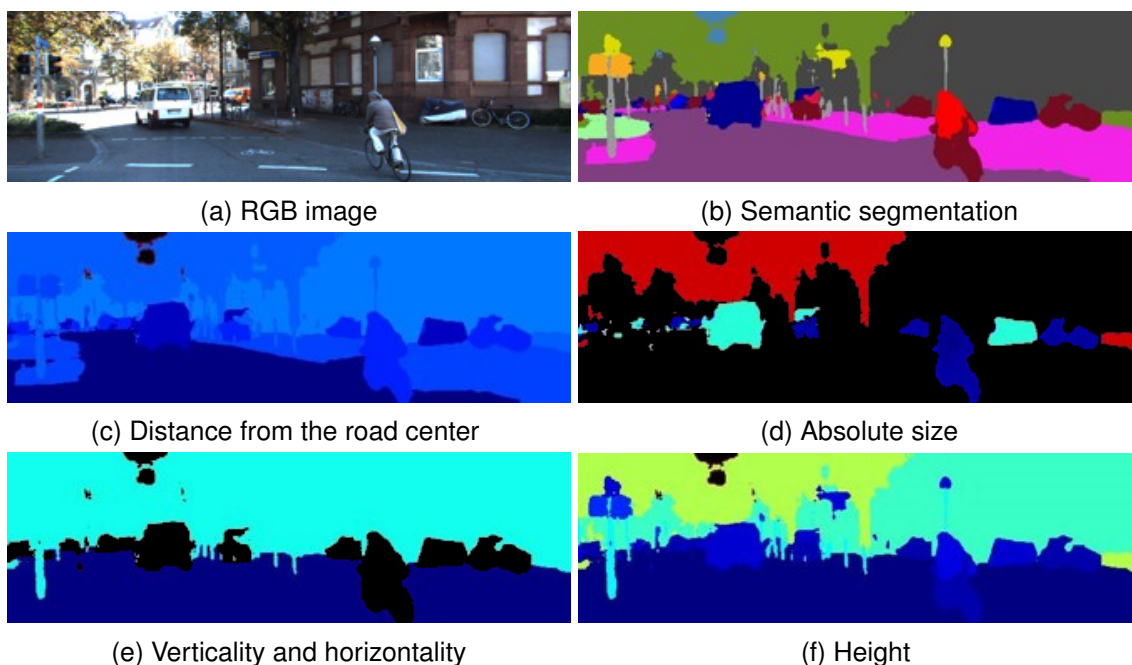 (a) RGB image
(b) Semantic segmentation
(c) Distance from the road center
(d) Absolute size
(e) Verticality and horizontality
(f) Height